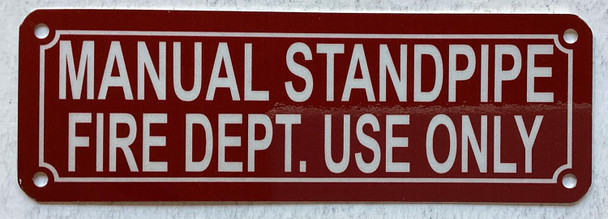 MANUAL STANDPIPE
FIRE DEPT. USE ONLY